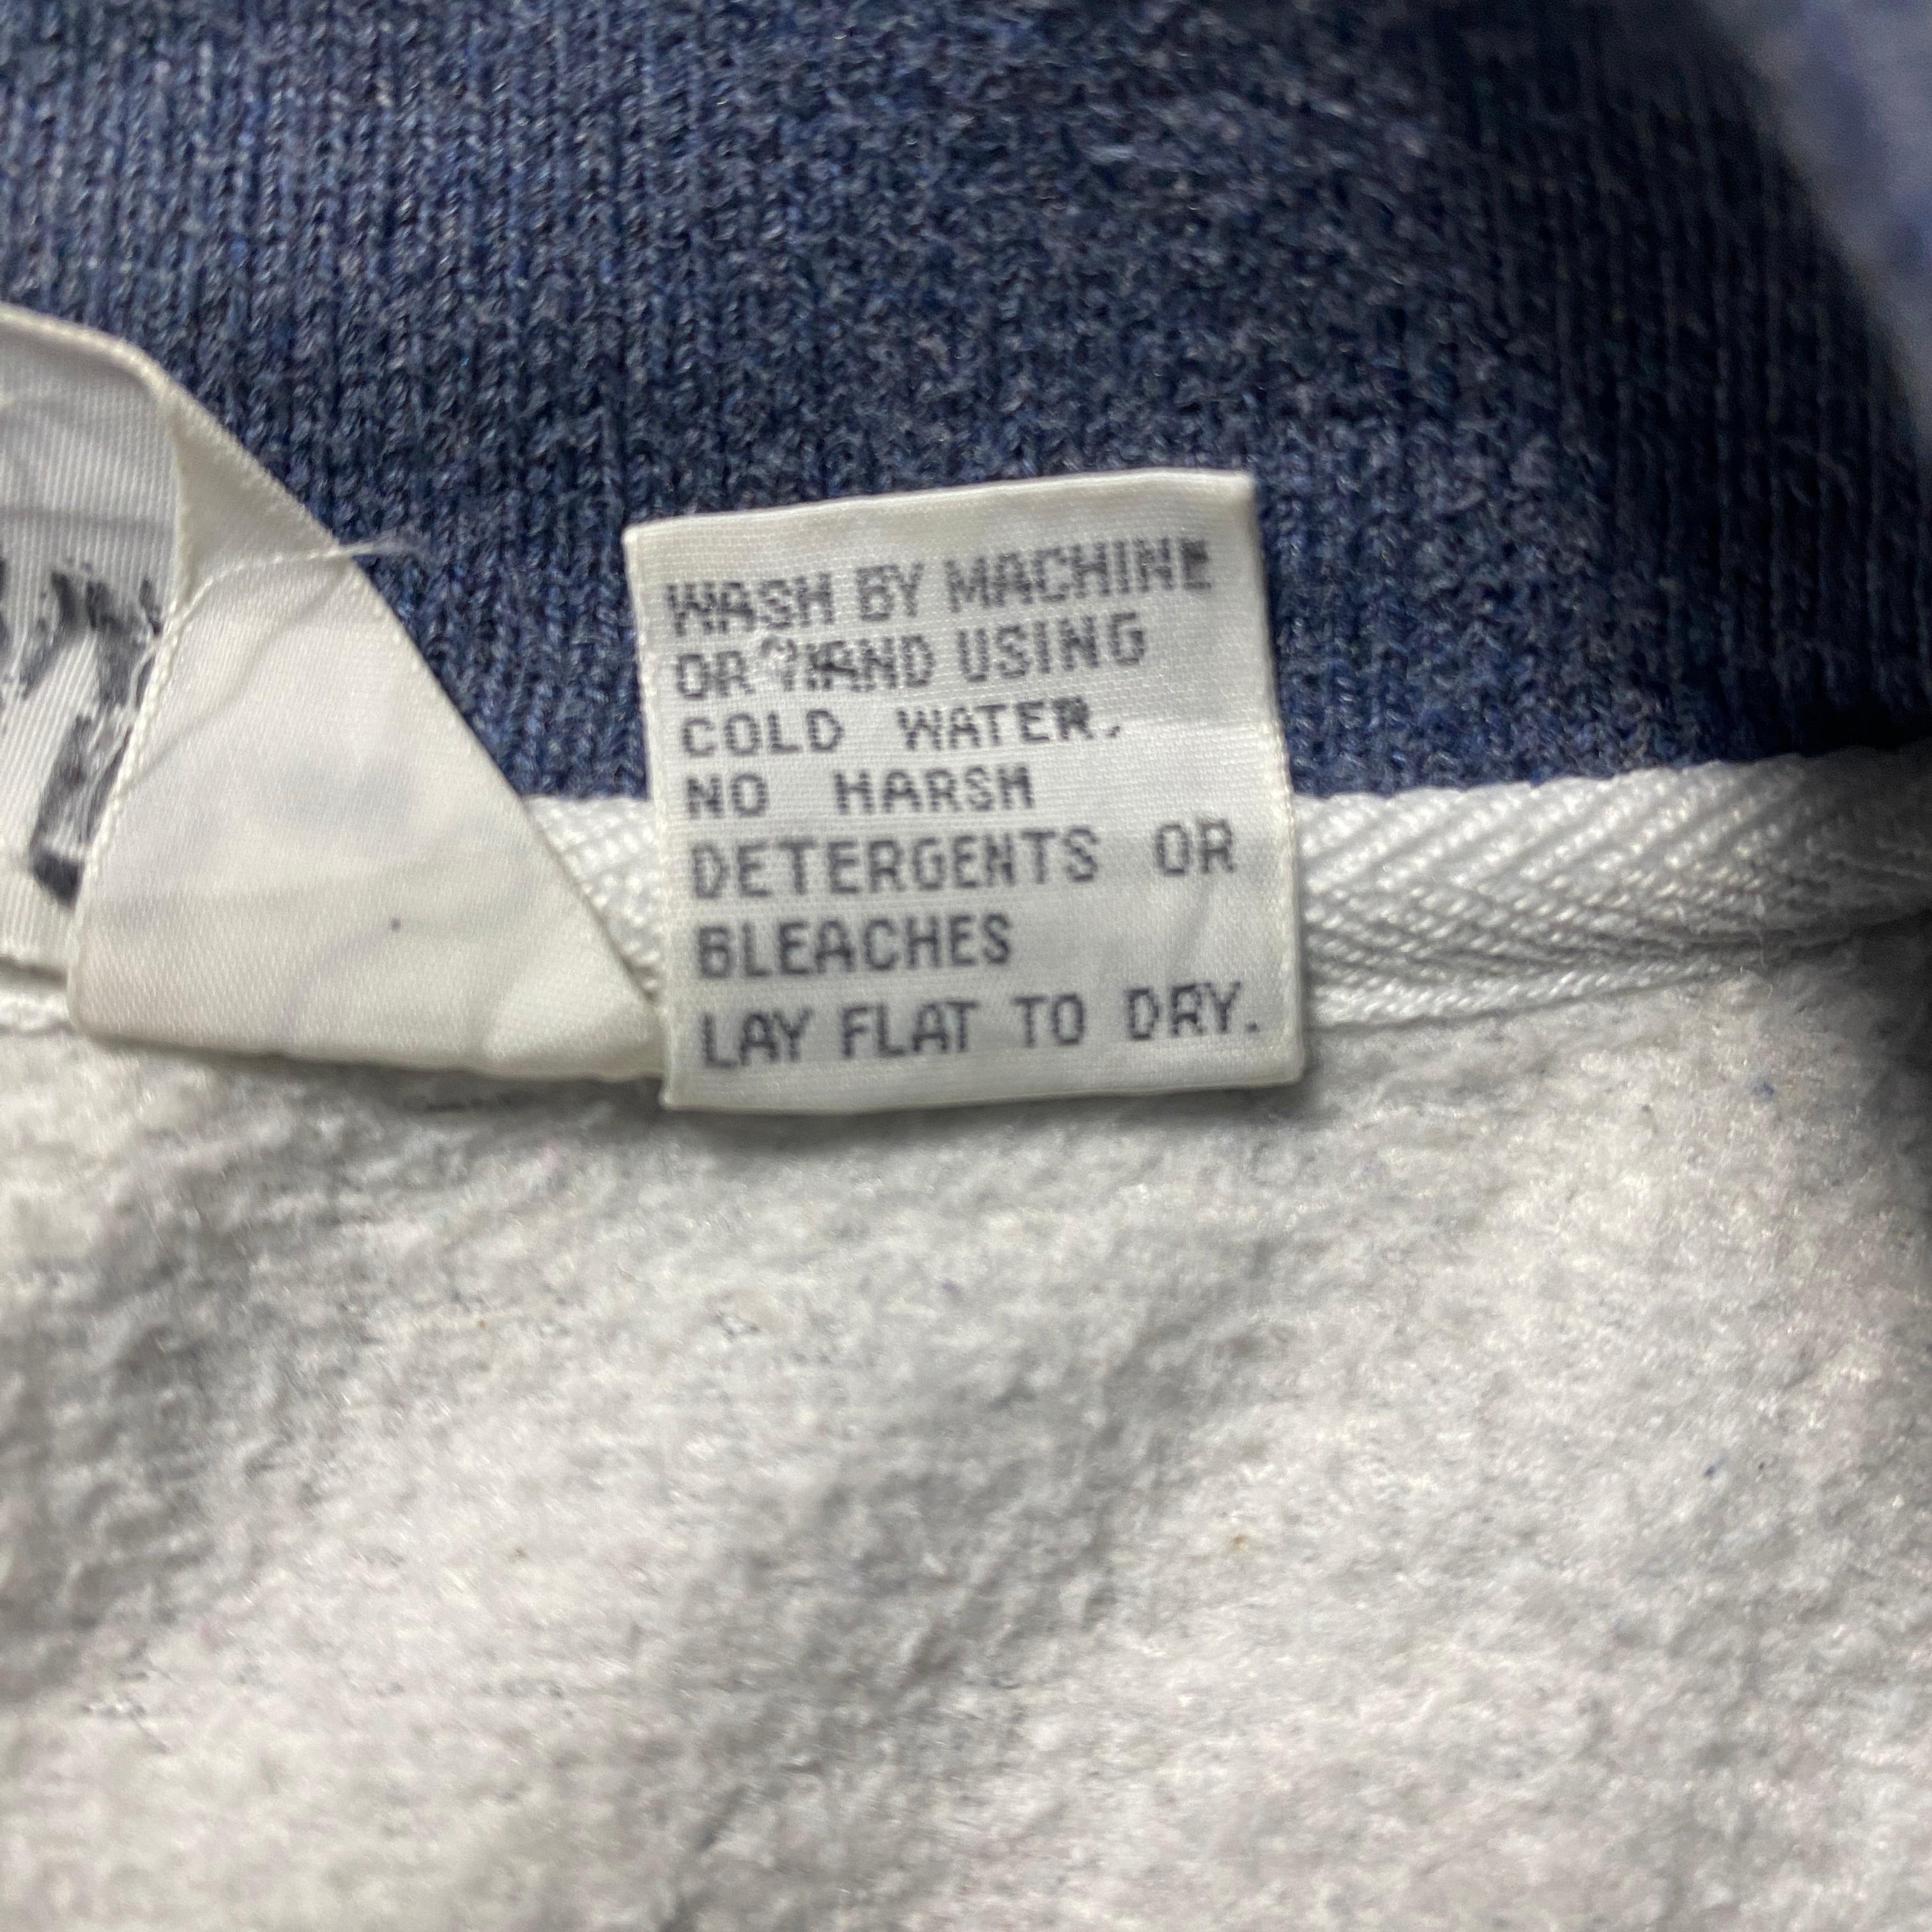 WASH BY MACHINE
OR HAND USING
COLD WATER.
NO HARSH
DETERGENTS OR
BLEACHES
LAY FLAT TO DRY.